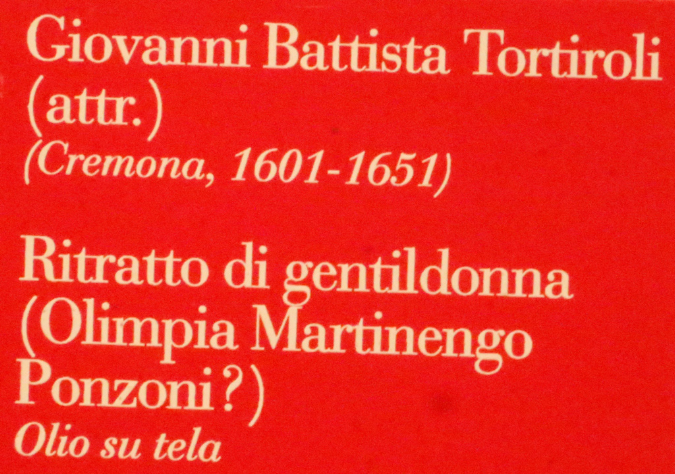 Giovanni Battista Tortiroli
(attr.)
(Cremona, 1601-1651)
Ritratto di gentildonna
(Olimpia Martinengo
Ponzoni?)
Olio su tela